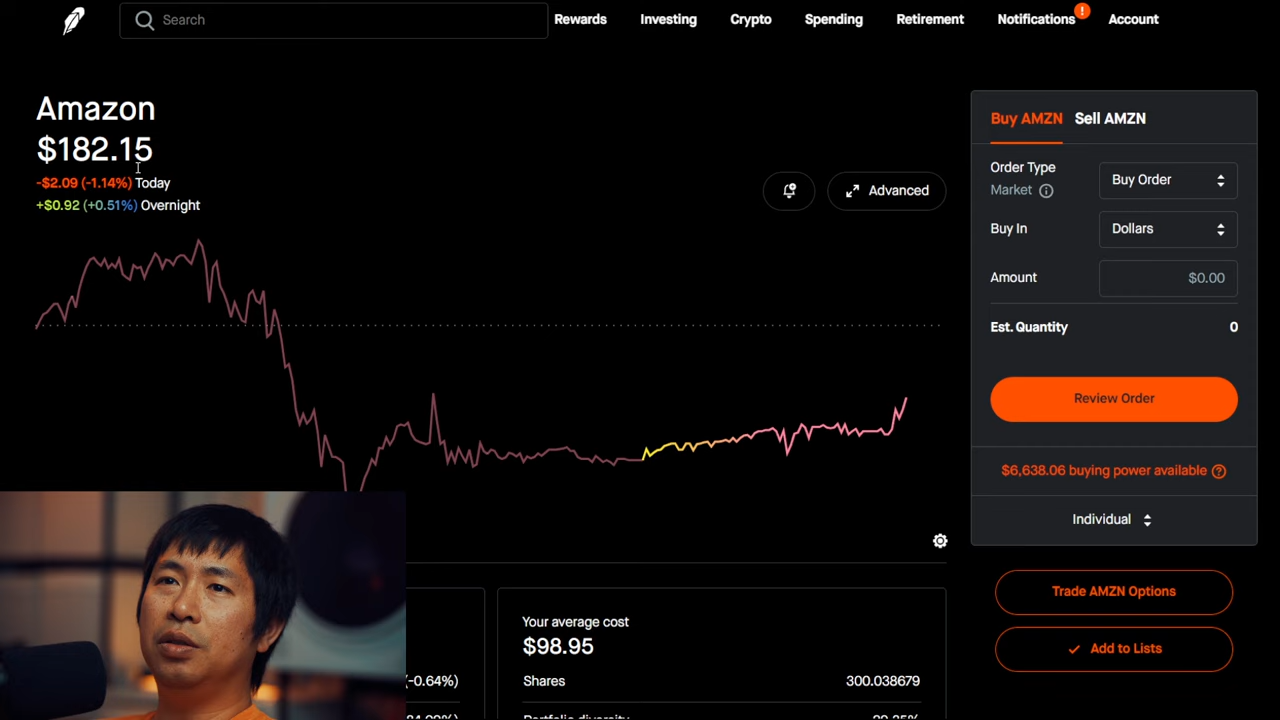 Search
Rewards
Investing
Crypto
Spending
Retirement
Notifications
!
Account
Amazon
$182.15
-$2.09 (-1.14%) Today
+$0.92 (+0.51%) Overnight
Advanced
Buy AMZN
Sell AMZN
Order Type
Market
Buy Order
Buy In
Dollars
Amount
$0.00
Est. Quantity
0
Review Order
$6,638.06 buying power available
Individual
Trade AMZN Options
Add to Lists
Your average cost
$98.95
(-0.64%)
Shares
300.038679
Portfolio diversity